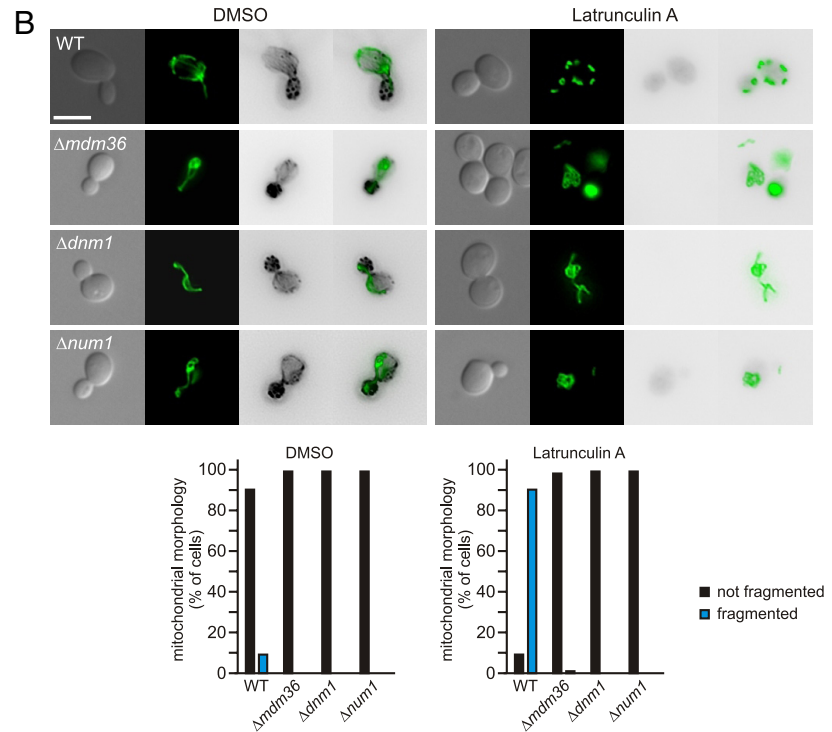 B
DMSO
Latrunculin A
WT
Δmdm36
Δdnm1
Δnum1
DMSO
mitochondrial morphology
(% of cells)
100
80
60
40
20
0
WT
Δmdm36
Δdnm1
Δnum1
Latrunculin A
mitochondrial morphology
(% of cells)
100
80
60
40
20
0
WT
Δmdm36
Δdnm1
Δnum1
not fragmented
fragmented